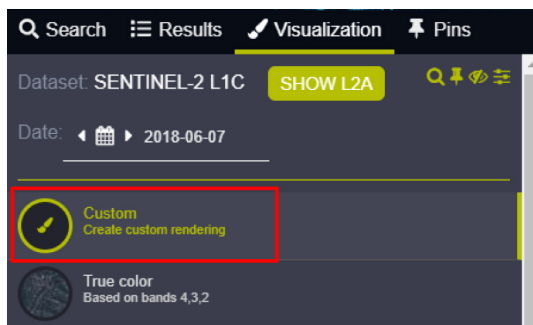 Search Results Visualization Pins
Dataset: SENTINEL-2 L1C SHOW L2A
Date: 2018-06-07
Custom
Create custom rendering
True color
Based on bands 4,3,2